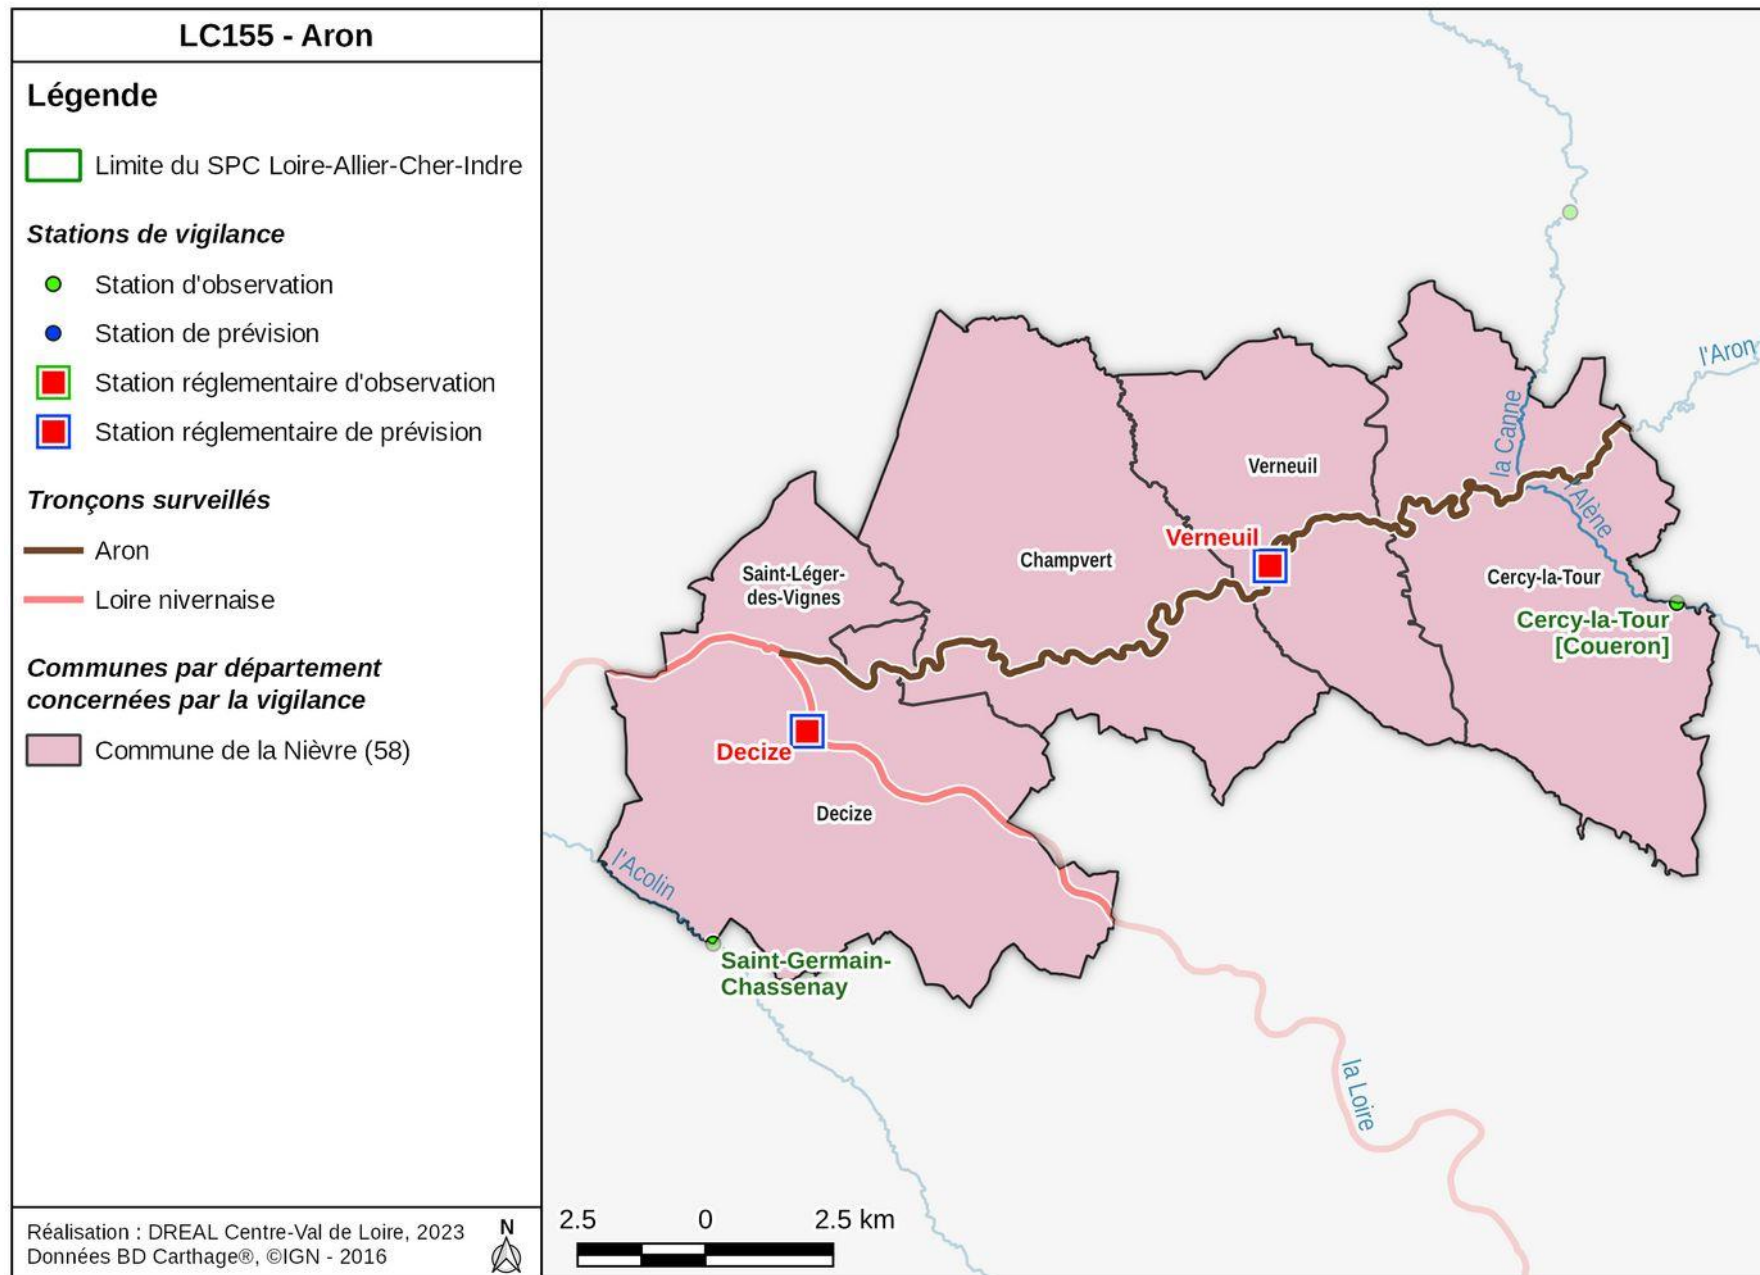 LC155 - Aron
Légende
Limite du SPC Loire-Allier-Cher-Indre
Stations de vigilance
Station d'observation
Station de prévision
Station réglementaire d'observation
Station réglementaire de prévision
Tronçons surveillés
Aron
Loire nivernaise
Communes par département
concernées par la vigilance
Commune de la Nièvre (58)
Réalisation : DREAL Centre-Val de Loire, 2023
Données BD Carthage®, ©IGN - 2016
N
l'Aron
la Canne
Verneuil
l'Alène
Verneuil
Champvert
Saint-Léger-
des-Vignes
Cercy-la-Tour
Cercy-la-Tour
[Coueron]
Decize
Decize
l'Acolin
Saint-Germain-
Chassenay
la Loire
2.5 0 2.5 km